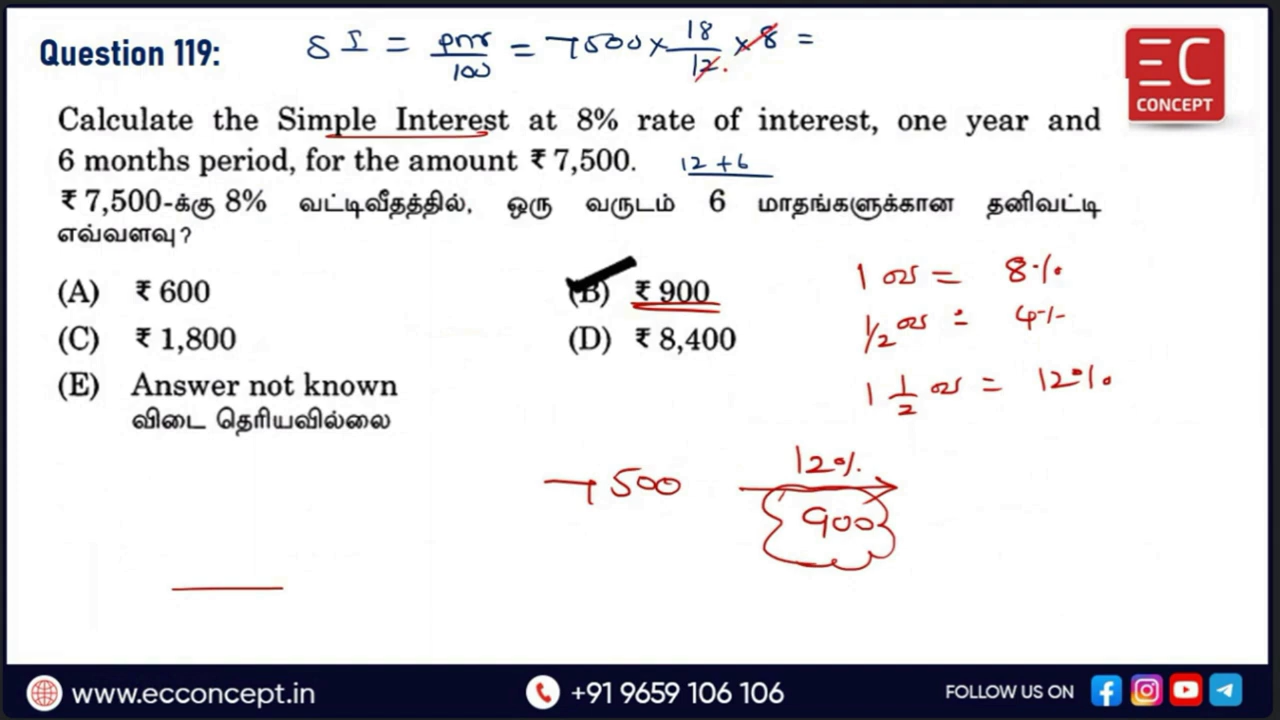 Question 119:
SI = pnr/100 = 7500 × 18/12 × 8 =
EC
CONCEPT
Calculate the Simple Interest at 8% rate of interest, one year and
6 months period, for the amount ₹ 7,500.
12 + 6
₹ 7,500-க்கு 8% வட்டிவீதத்தில், ஒரு வருடம் 6 மாதங்களுக்கான தனிவட்டி
எவ்வளவு?
(A) ₹ 600
(B) ₹ 900
(C) ₹ 1,800
(D) ₹ 8,400
(E) Answer not known
விடை தெரியவில்லை
1 வ = 8%
1/2 வ = 4%
1 1/2 வ = 12%
7500
12%
900
www.ecconcept.in
+91 9659 106 106
FOLLOW US ON